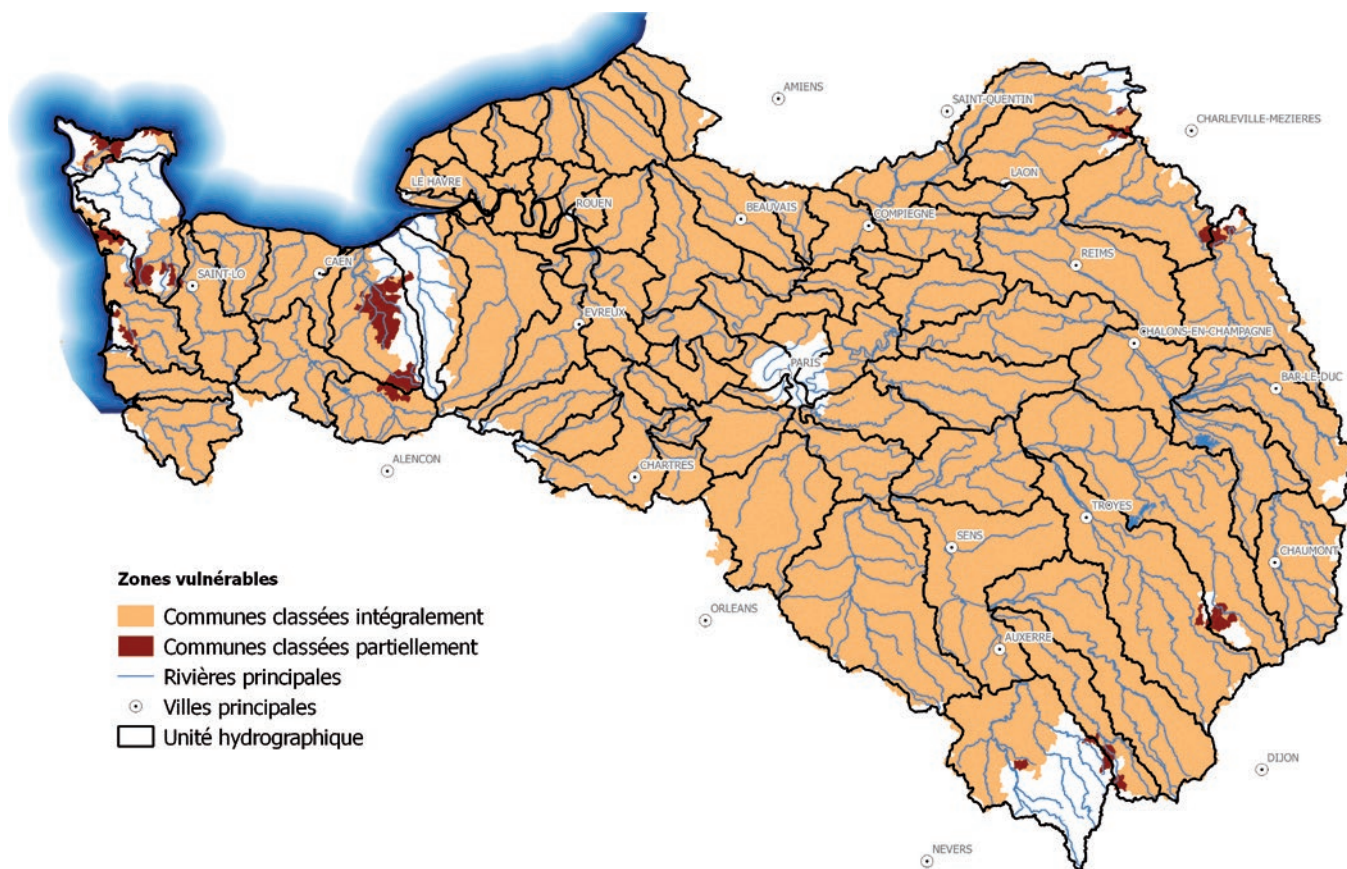 AMIENS
SAINT-QUENTIN
CHARLEVILLE-MEZIERES
LAON
LE HAVRE
ROUEN
BEAUVAIS
COMPIEGNE
REIMS
CAEN
SAINT-LO
EVREUX
CHALONS-EN-CHAMPAGNE
PARIS
BAR-LE-DUC
ALENCON
CHARTRES
TROYES
SENS
CHAUMONT
ORLEANS
AUXERRE
DIJON
NEVERS
Zones vulnérables
Communes classées intégralement
Communes classées partiellement
Rivières principales
Villes principales
Unité hydrographique